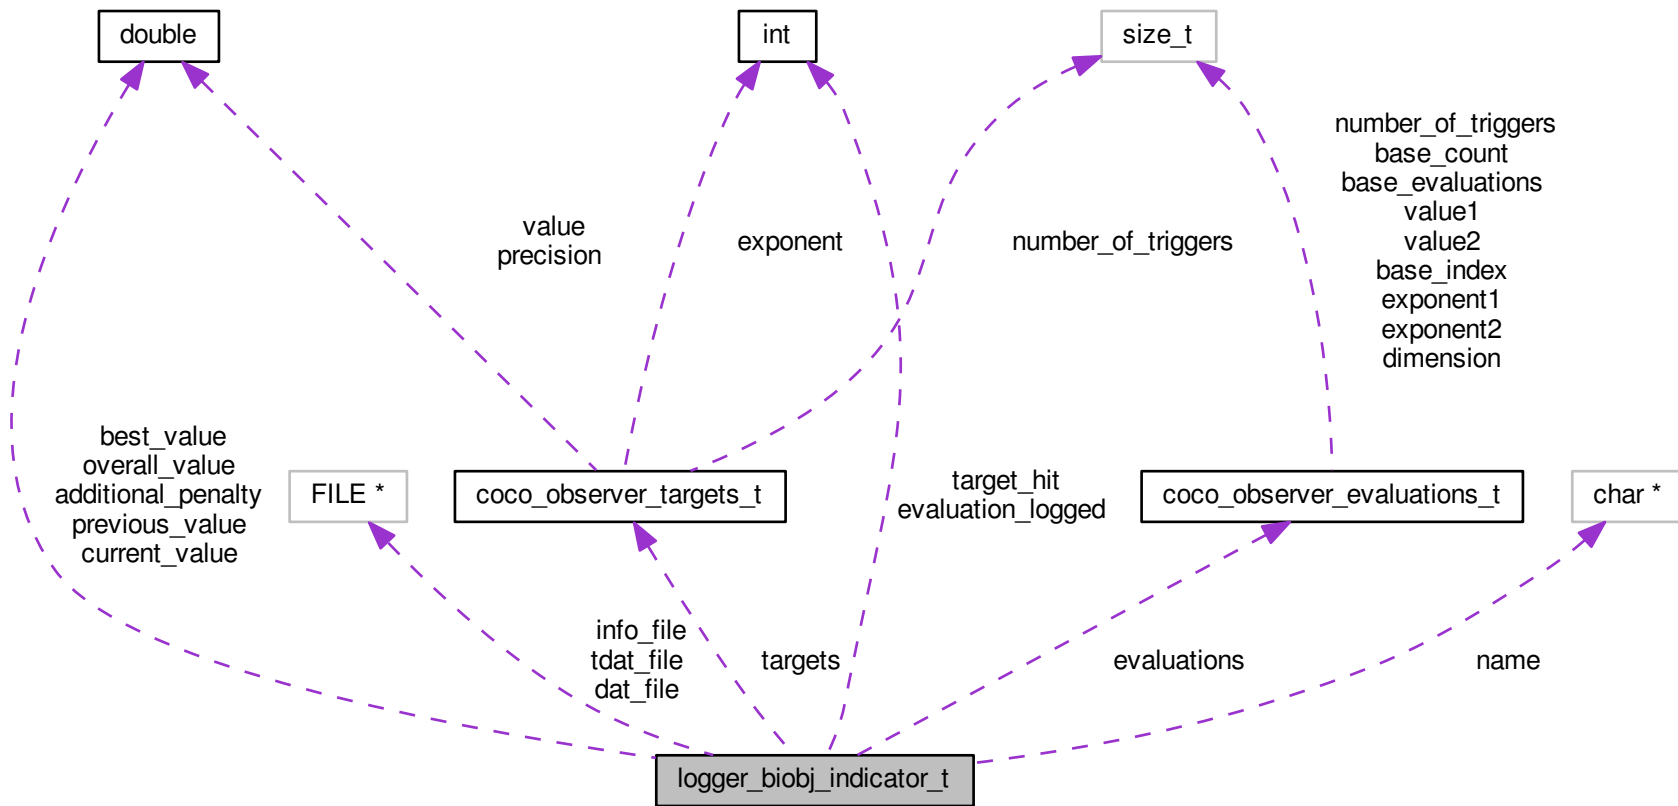 double
int
size_t
number_of_triggers
base_count
base_evaluations
value1
value2
base_index
exponent1
exponent2
dimension
value
precision
exponent
number_of_triggers
best_value
overall_value
additional_penalty
previous_value
current_value
FILE *
coco_observer_targets_t
target_hit
evaluation_logged
coco_observer_evaluations_t
char *
info_file
tdat_file
dat_file
targets
evaluations
name
logger_biobj_indicator_t